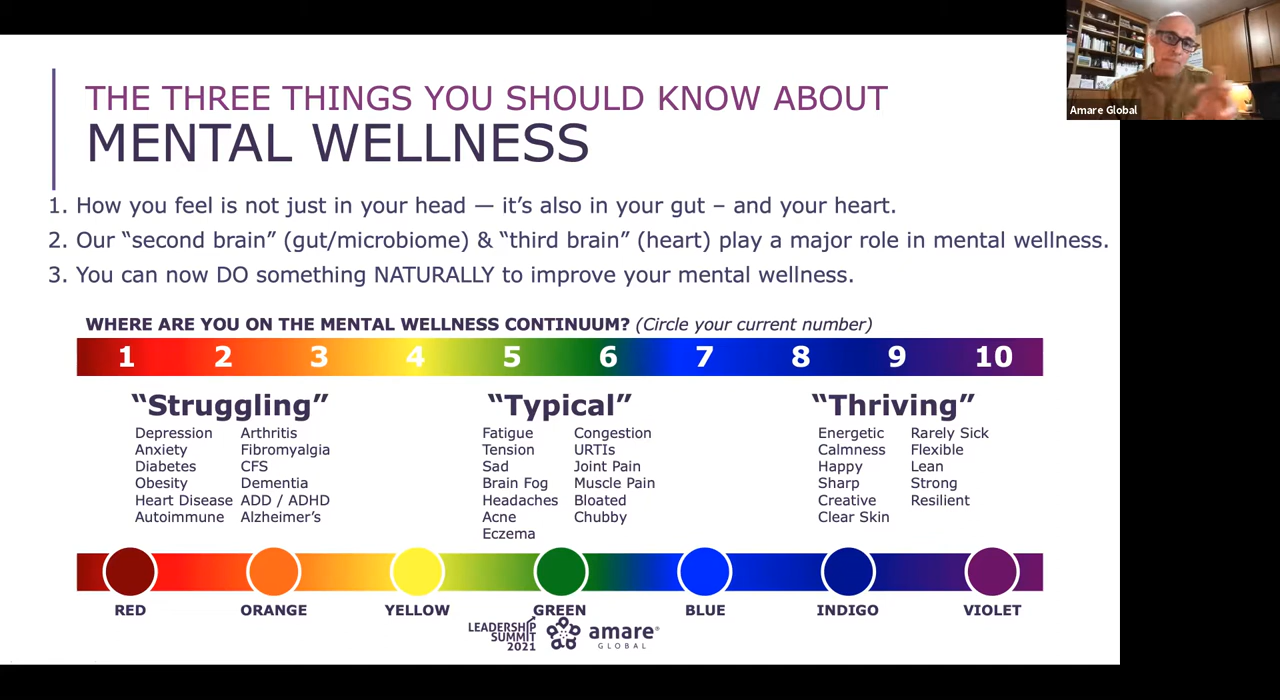 THE THREE THINGS YOU SHOULD KNOW ABOUT
MENTAL WELLNESS
Amare Global
1. How you feel is not just in your head — it’s also in your gut – and your heart.
2. Our “second brain” (gut/microbiome) & “third brain” (heart) play a major role in mental wellness.
3. You can now DO something NATURALLY to improve your mental wellness.
WHERE ARE YOU ON THE MENTAL WELLNESS CONTINUUM? (Circle your current number)
1 2 3 4 5 6 7 8 9 10
“Struggling” “Typical” “Thriving”
Depression Arthritis Fatigue Congestion Energetic Rarely Sick
Anxiety Fibromyalgia Tension URTIs Calmness Flexible
Diabetes CFS Sad Joint Pain Happy Lean
Obesity Dementia Brain Fog Muscle Pain Sharp Strong
Heart Disease ADD / ADHD Headaches Bloated Creative Resilient
Autoimmune Alzheimer’s Acne Chubby Clear Skin
Eczema
RED ORANGE YELLOW GREEN BLUE INDIGO VIOLET
LEADERSHIP
SUMMIT
2021
amare®
GLOBAL